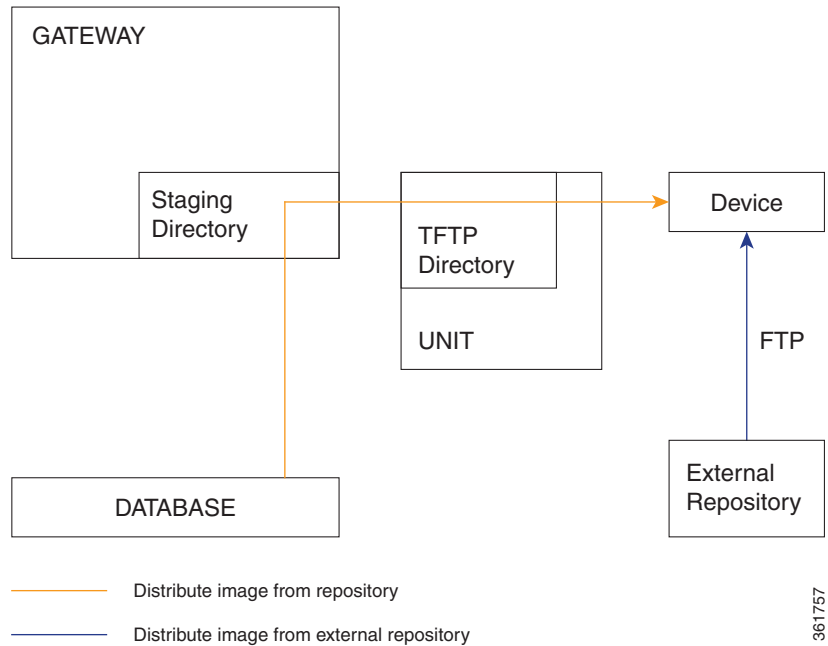 GATEWAY
Staging
Directory
TFTP
Directory
UNIT
Device
FTP
External
Repository
DATABASE
Distribute image from repository
Distribute image from external repository
361757